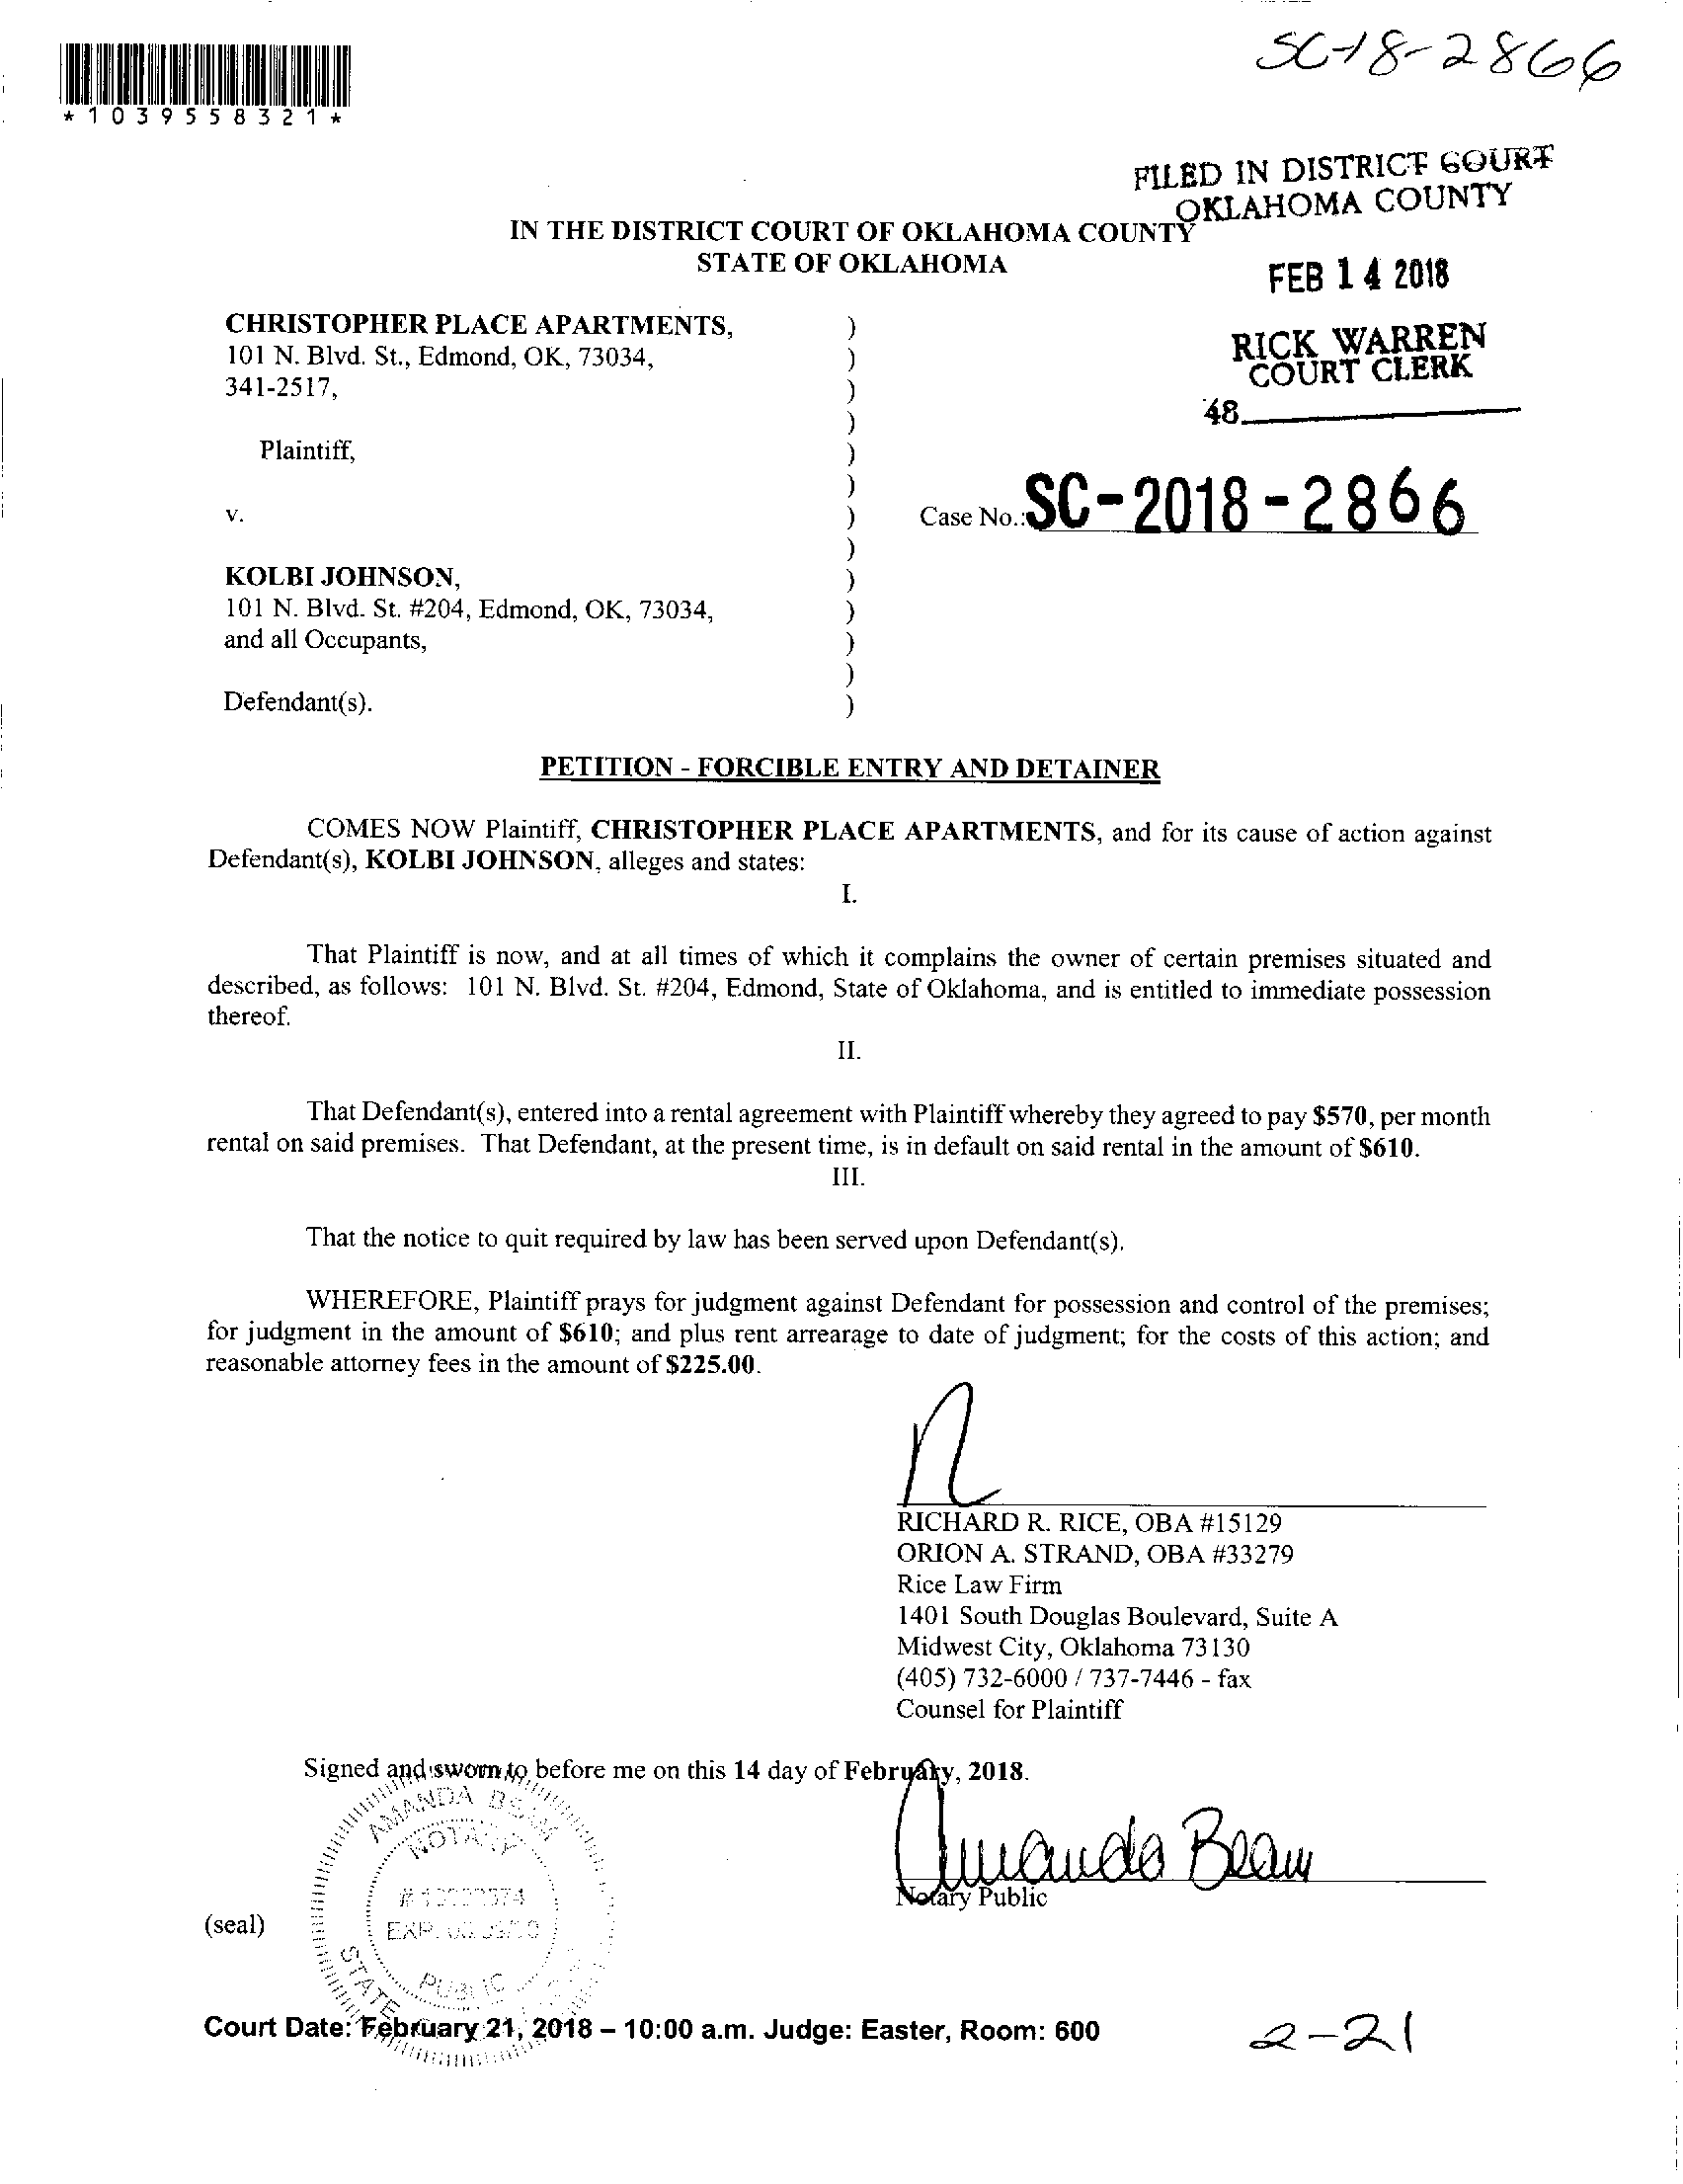 SC-18-2866
*1039558321*
FILED IN DISTRICT COURT
OKLAHOMA COUNTY
IN THE DISTRICT COURT OF OKLAHOMA COUNTY
STATE OF OKLAHOMA
FEB 14 2018
CHRISTOPHER PLACE APARTMENTS, )
101 N. Blvd. St., Edmond, OK, 73034, )
341-2517, )
RICK WARREN
COURT CLERK
48
)
Plaintiff, )
)
v. ) Case No.: SC-2018-2866
)
KOLBI JOHNSON, )
101 N. Blvd. St. #204, Edmond, OK, 73034, )
and all Occupants, )
)
Defendant(s). )
PETITION - FORCIBLE ENTRY AND DETAINER
COMES NOW Plaintiff, CHRISTOPHER PLACE APARTMENTS, and for its cause of action against
Defendant(s), KOLBI JOHNSON, alleges and states:
I.
That Plaintiff is now, and at all times of which it complains the owner of certain premises situated and
described, as follows: 101 N. Blvd. St. #204, Edmond, State of Oklahoma, and is entitled to immediate possession
thereof.
II.
That Defendant(s), entered into a rental agreement with Plaintiff whereby they agreed to pay $570, per month
rental on said premises. That Defendant, at the present time, is in default on said rental in the amount of $610.
III.
That the notice to quit required by law has been served upon Defendant(s).
WHEREFORE, Plaintiff prays for judgment against Defendant for possession and control of the premises;
for judgment in the amount of $610; and plus rent arrearage to date of judgment; for the costs of this action; and
reasonable attorney fees in the amount of $225.00.
RICHARD R. RICE, OBA #15129
ORION A. STRAND, OBA #33279
Rice Law Firm
1401 South Douglas Boulevard, Suite A
Midwest City, Oklahoma 73130
(405) 732-6000 / 737-7446 - fax
Counsel for Plaintiff
Signed and sworn to before me on this 14 day of February, 2018.
AMANDA BEAM
NOTARY
EXP.
PUBLIC
STATE
Amanda Beam
Notary Public
(seal)
Court Date: February 21, 2018 – 10:00 a.m. Judge: Easter, Room: 600
2-21